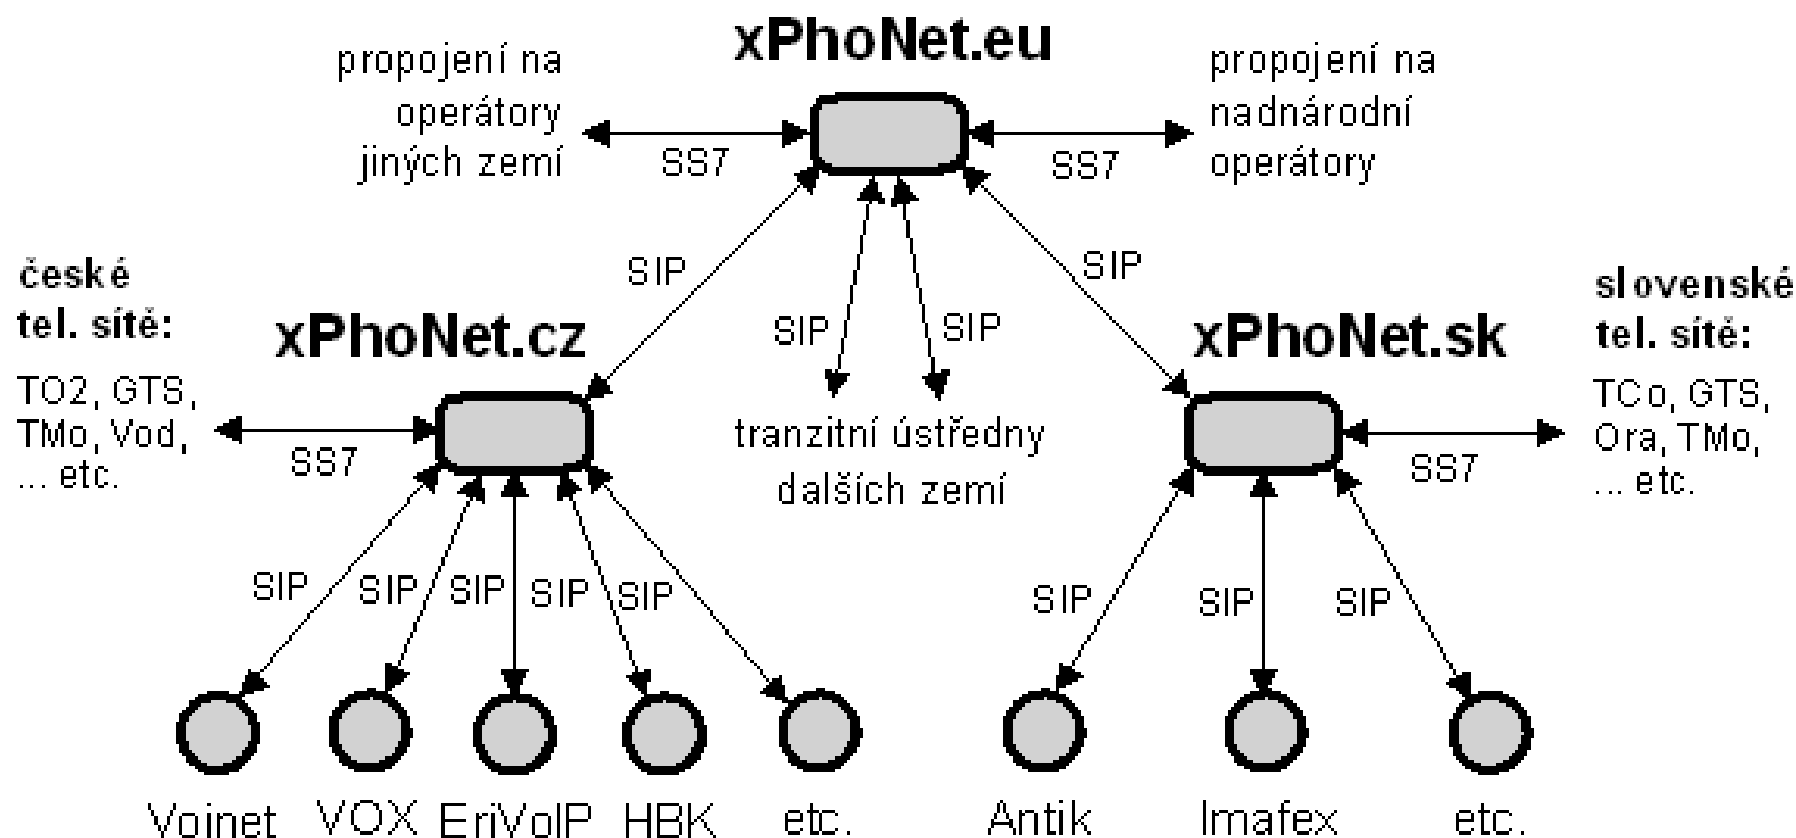 xPhoNet.eu
propojení na
operátory
jiných zemí
SS7
SS7
propojení na
nadnárodní
operátory
SIP
SIP
SIP
SIP
české
tel. sítě:
TO2, GTS,
TMo, Vod,
... etc.
xPhoNet.cz
SS7
tranzitní ústředny
dalších zemí
xPhoNet.sk
SS7
slovenské
tel. sítě:
TCo, GTS,
Ora, TMo,
... etc.
SIP
SIP
SIP
SIP
SIP
SIP
SIP
SIP
Voinet
VOX
EriVoIP
HBK
etc.
Antik
Imafex
etc.